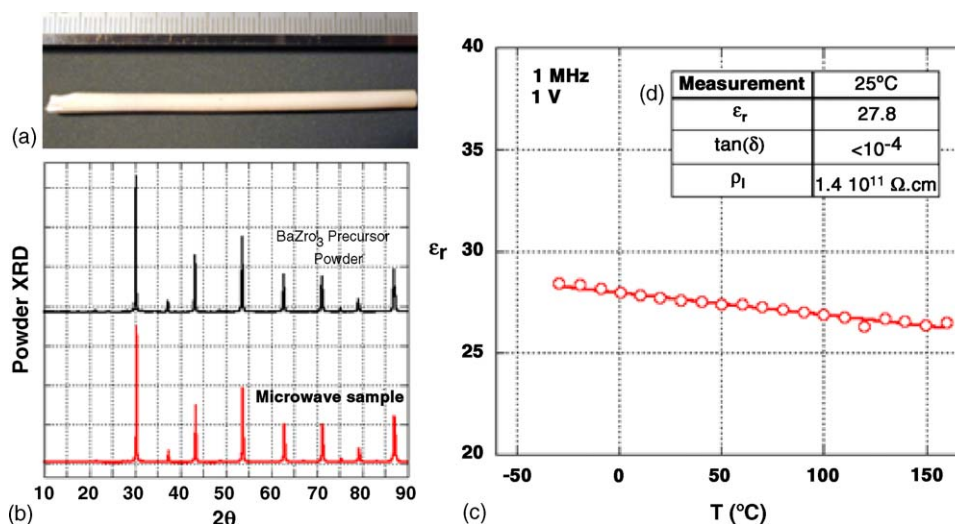 (a)
(b)
Powder XRD
BaZrol3 Precursor
Powder
Microwave sample
10 20 30 40 50 60 70 80 90
2θ
(c)
εr
40
35
30
25
20
-50 0 50 100 150
T (°C)
1 MHz
1 V
(d)
Measurement 25°C
εr 27.8
tan(δ) <10-4
ρI 1.4 10¹¹ Ω.cm